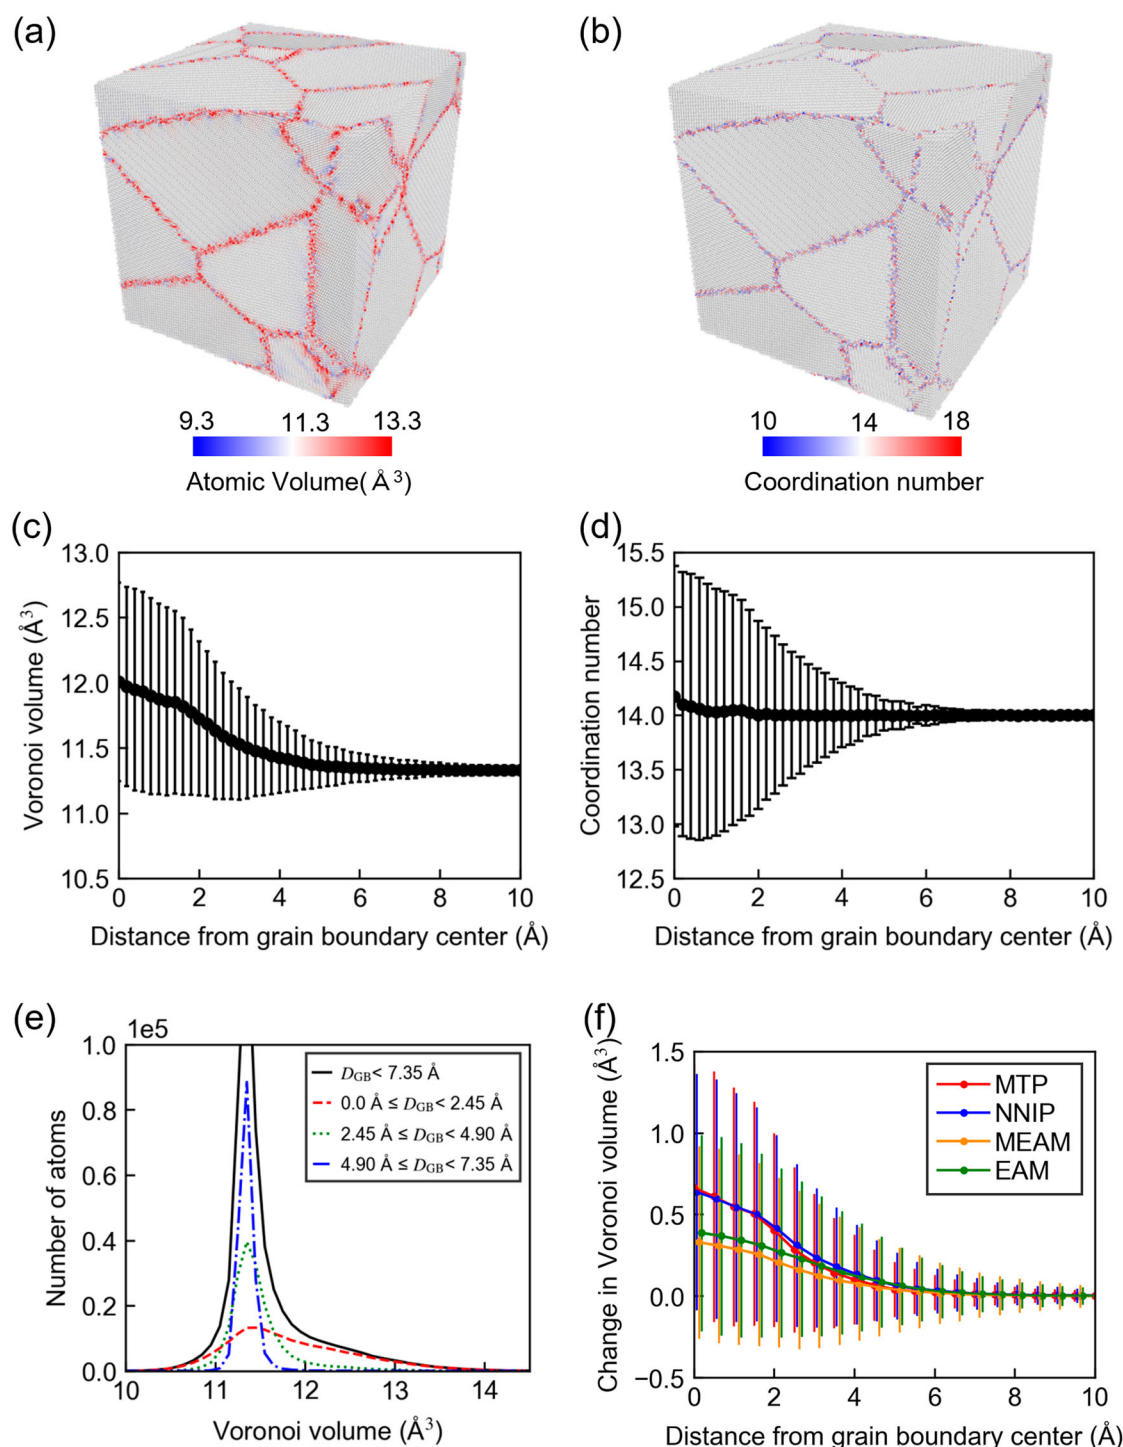 (a)
(b)
9.3 11.3 13.3
Atomic Volume(Å³)
10 14 18
Coordination number
(c)
13.0
12.5
12.0
11.5
11.0
10.5
Voronoi volume (Å³)
0 2 4 6 8 10
Distance from grain boundary center (Å)
(d)
15.5
15.0
14.5
14.0
13.5
13.0
12.5
Coordination number
0 2 4 6 8 10
Distance from grain boundary center (Å)
(e)
1e5
1.0
0.8
0.6
0.4
0.2
0.0
Number of atoms
D_GB < 7.35 Å
0.0 Å ≤ D_GB < 2.45 Å
2.45 Å ≤ D_GB < 4.90 Å
4.90 Å ≤ D_GB < 7.35 Å
10 11 12 13 14
Voronoi volume (Å³)
(f)
1.5
1.0
0.5
0.0
−0.5
Change in Voronoi volume (Å³)
MTP
NNIP
MEAM
EAM
0 2 4 6 8 10
Distance from grain boundary center (Å)